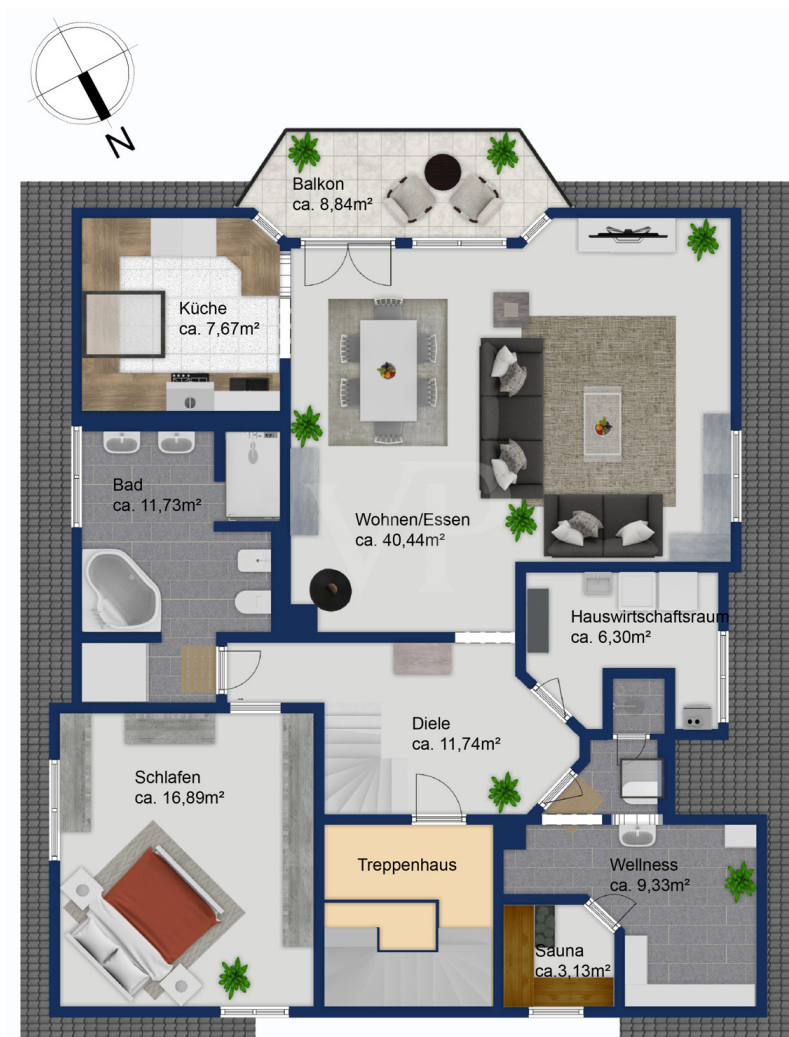 N
Balkon
ca. 8,84m²
Küche
ca. 7,67m²
Bad
ca. 11,73m²
Wohnen/Essen
ca. 40,44m²
Hauswirtschaftsraum
ca. 6,30m²
Diele
ca. 11,74m²
Schlafen
ca. 16,89m²
Treppenhaus
Wellness
ca. 9,33m²
Sauna
ca.3,13m²
VP